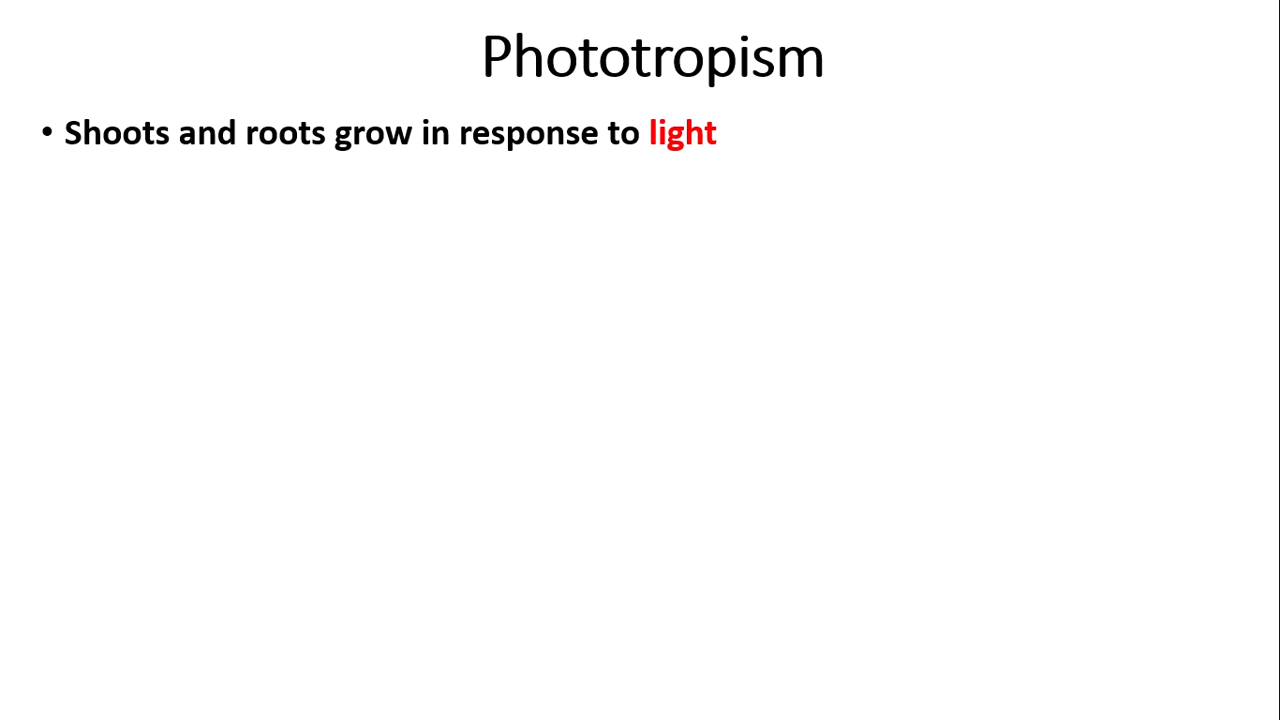 Phototropism
• Shoots and roots grow in response to light